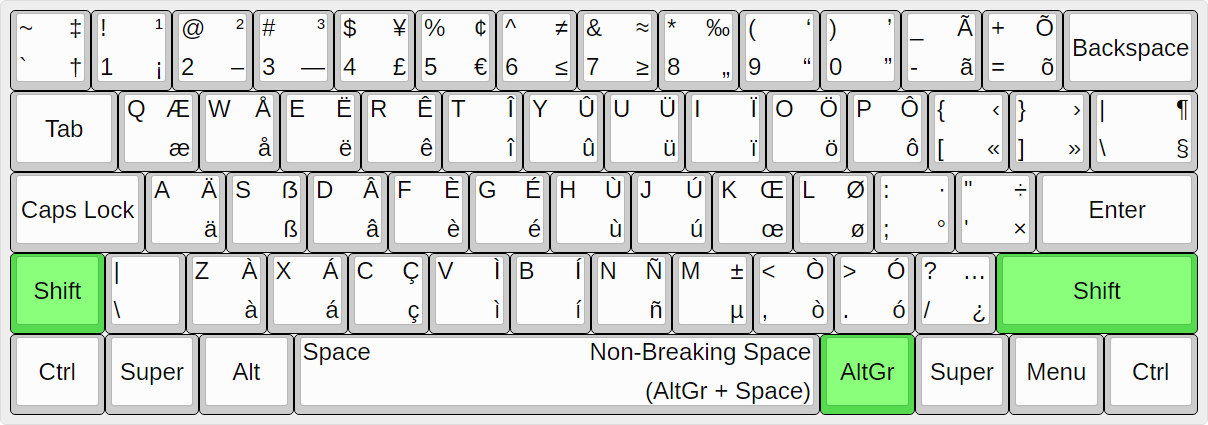 ~ ‡ ! ¹ @ ² # ³ $ ¥ % ¢ ^ ≠ & ≈ * ‰ ( ‘ ) ’ _ Ã + Õ
Backspace
` † 1 ¡ 2 – 3 — 4 £ 5 € 6 ≤ 7 ≥ 8 „ 9 “ 0 ” - ã = õ
Tab
Q Æ W Å E Ë R Ê T Î Y Û U Ü I Ï O Ö P Ô { ‹ } › | ¶
æ å ë ê î û ü ï ö ô [ « ] » \ §
Caps Lock
A Ä S ẞ D Â F È G É H Ù J Ú K Œ L Ø : · " ÷
Enter
ä ß â è é ù ú œ ø ; ° ' ×
Shift
| Z À X Á C Ç V Ì B Í N Ñ M ± < Ò > Ó ? …
Shift
\ à á ç ì í ñ µ , ò . ó / ¿
Ctrl
Super
Alt
Space
Non-Breaking Space
(AltGr + Space)
AltGr
Super
Menu
Ctrl